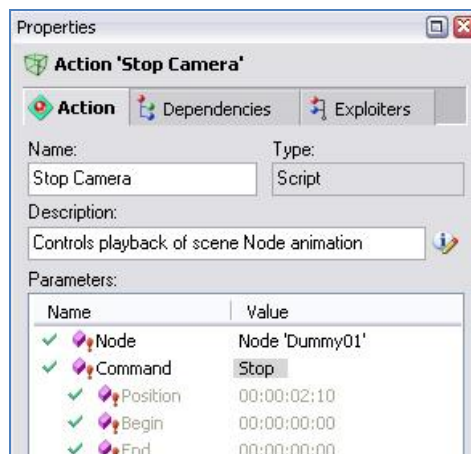 Properties
Action 'Stop Camera'
Action Dependencies Exploiters
Name: Type:
Stop Camera Script
Description:
Controls playback of scene Node animation
Parameters:
Name Value
Node Node 'Dummy01'
Command Stop
Position 00:00:02:10
Begin 00:00:00:00
End 00:00:00:00